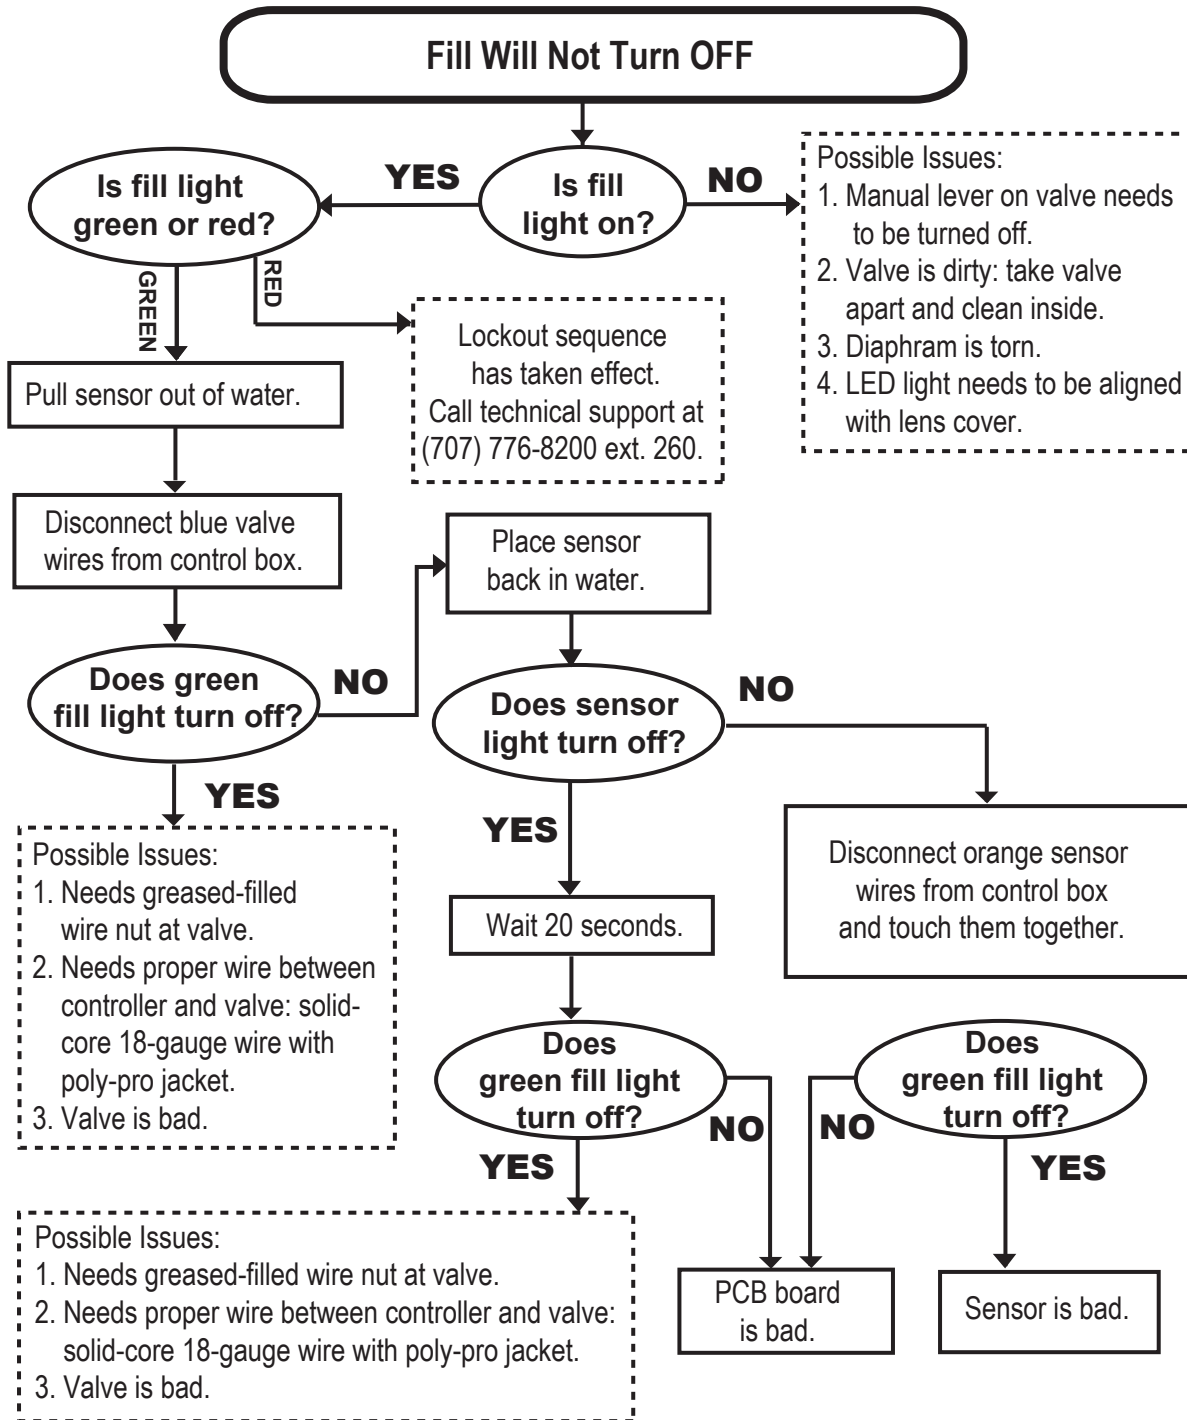 Fill Will Not Turn OFF
Is fill
light on?
YES
NO
Possible Issues:
1. Manual lever on valve needs
to be turned off.
2. Valve is dirty: take valve
apart and clean inside.
3. Diaphram is torn.
4. LED light needs to be aligned
with lens cover.
Is fill light
green or red?
GREEN
RED
Lockout sequence
has taken effect.
Call technical support at
(707) 776-8200 ext. 260.
Pull sensor out of water.
Disconnect blue valve
wires from control box.
Does green
fill light turn off?
NO
YES
Place sensor
back in water.
Does sensor
light turn off?
NO
YES
Possible Issues:
1. Needs greased-filled
wire nut at valve.
2. Needs proper wire between
controller and valve: solid-
core 18-gauge wire with
poly-pro jacket.
3. Valve is bad.
Wait 20 seconds.
Disconnect orange sensor
wires from control box
and touch them together.
Does
green fill light
turn off?
NO
YES
Does
green fill light
turn off?
NO
YES
Possible Issues:
1. Needs greased-filled wire nut at valve.
2. Needs proper wire between controller and valve:
solid-core 18-gauge wire with poly-pro jacket.
3. Valve is bad.
PCB board
is bad.
Sensor is bad.